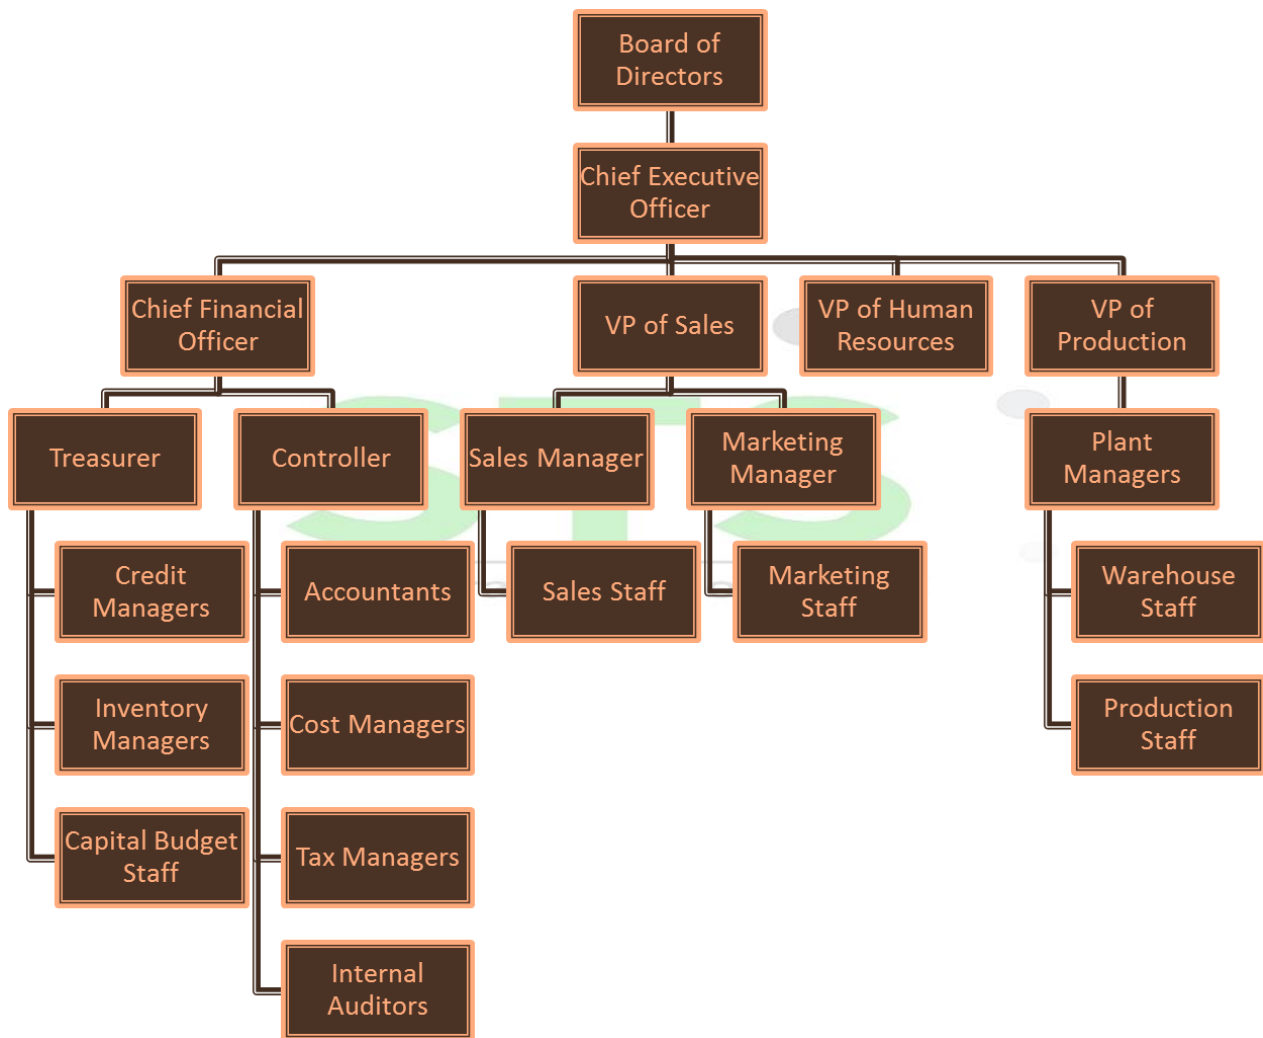 Board of
Directors
Chief Executive
Officer
Chief Financial
Officer
VP of Sales
VP of Human
Resources
VP of
Production
Treasurer
Controller
Sales Manager
Marketing
Manager
Plant
Managers
Credit
Managers
Accountants
Sales Staff
Marketing
Staff
Warehouse
Staff
Inventory
Managers
Cost Managers
Production
Staff
Capital Budget
Staff
Tax Managers
Internal
Auditors
STS